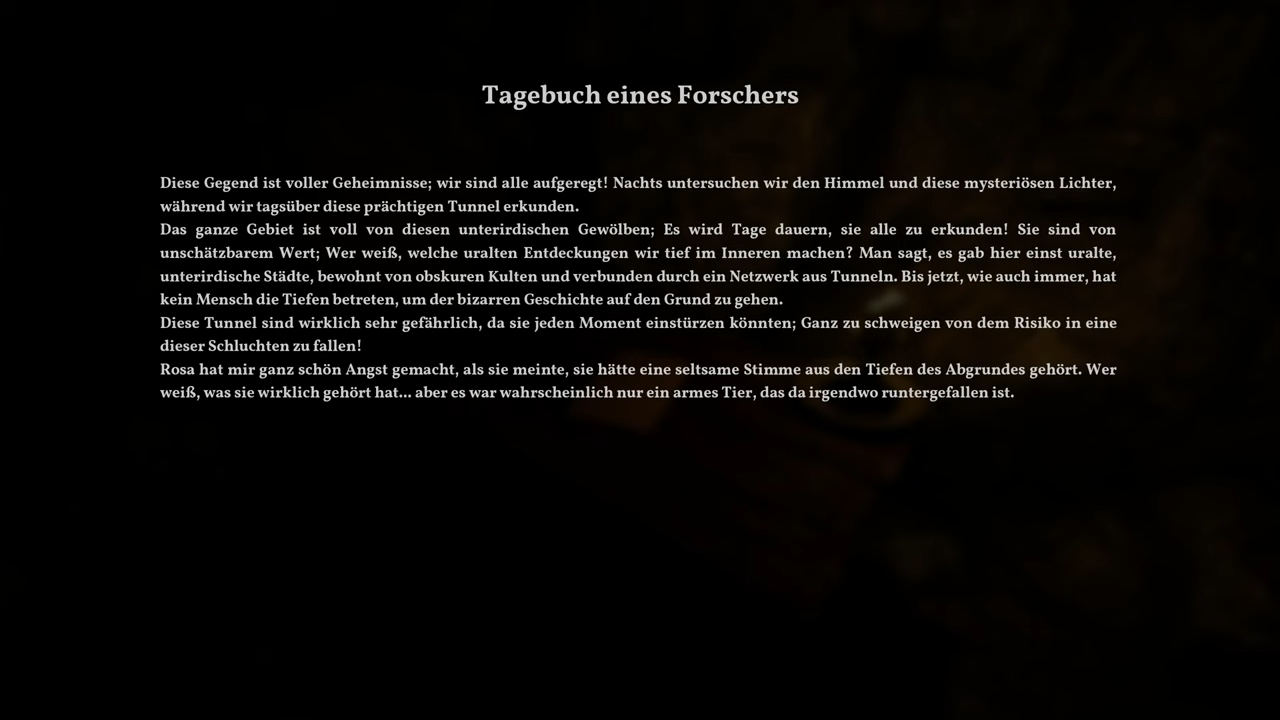 Tagebuch eines Forschers
Diese Gegend ist voller Geheimnisse; wir sind alle aufgeregt! Nachts untersuchen wir den Himmel und diese mysteriösen Lichter,
während wir tagsüber diese prächtigen Tunnel erkunden.
Das ganze Gebiet ist voll von diesen unterirdischen Gewölben; Es wird Tage dauern, sie alle zu erkunden! Sie sind von
unschätzbarem Wert; Wer weiß, welche uralten Entdeckungen wir tief im Inneren machen? Man sagt, es gab hier einst uralte,
unterirdische Städte, bewohnt von obskuren Kulten und verbunden durch ein Netzwerk aus Tunneln. Bis jetzt, wie auch immer, hat
kein Mensch die Tiefen betreten, um der bizarren Geschichte auf den Grund zu gehen.
Diese Tunnel sind wirklich sehr gefährlich, da sie jeden Moment einstürzen könnten; Ganz zu schweigen von dem Risiko in eine
dieser Schluchten zu fallen!
Rosa hat mir ganz schön Angst gemacht, als sie meinte, sie hätte eine seltsame Stimme aus den Tiefen des Abgrundes gehört. Wer
weiß, was sie wirklich gehört hat... aber es war wahrscheinlich nur ein armes Tier, das da irgendwo runtergefallen ist.